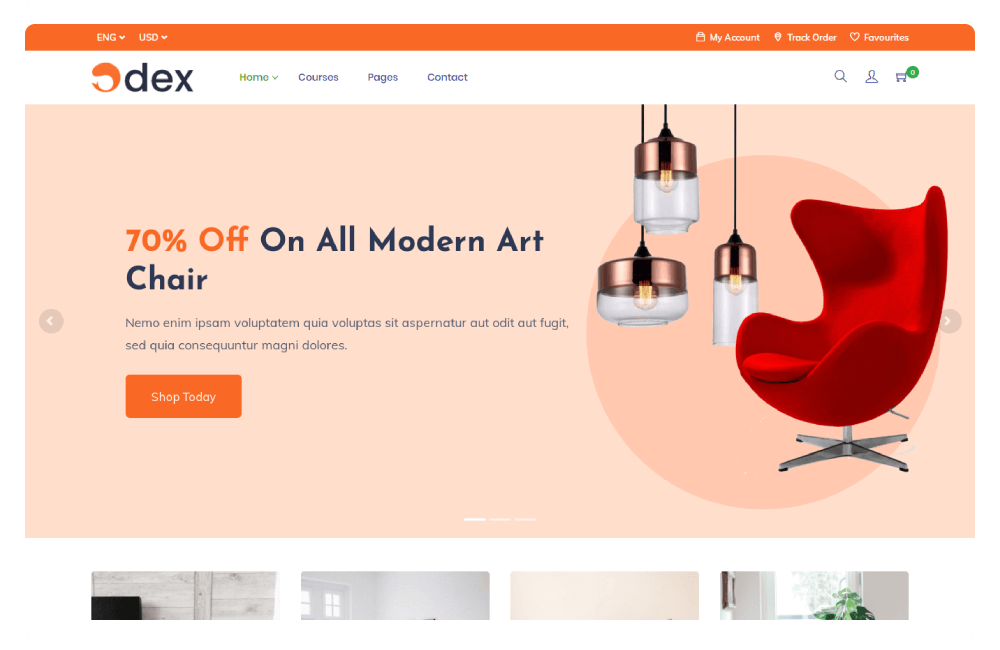 ENG USD My Account Track Order Favourites
dex Home Courses Pages Contact 0
70% Off On All Modern Art
Chair
Nemo enim ipsam voluptatem quia voluptas sit aspernatur aut odit aut fugit,
sed quia consequuntur magni dolores.
Shop Today